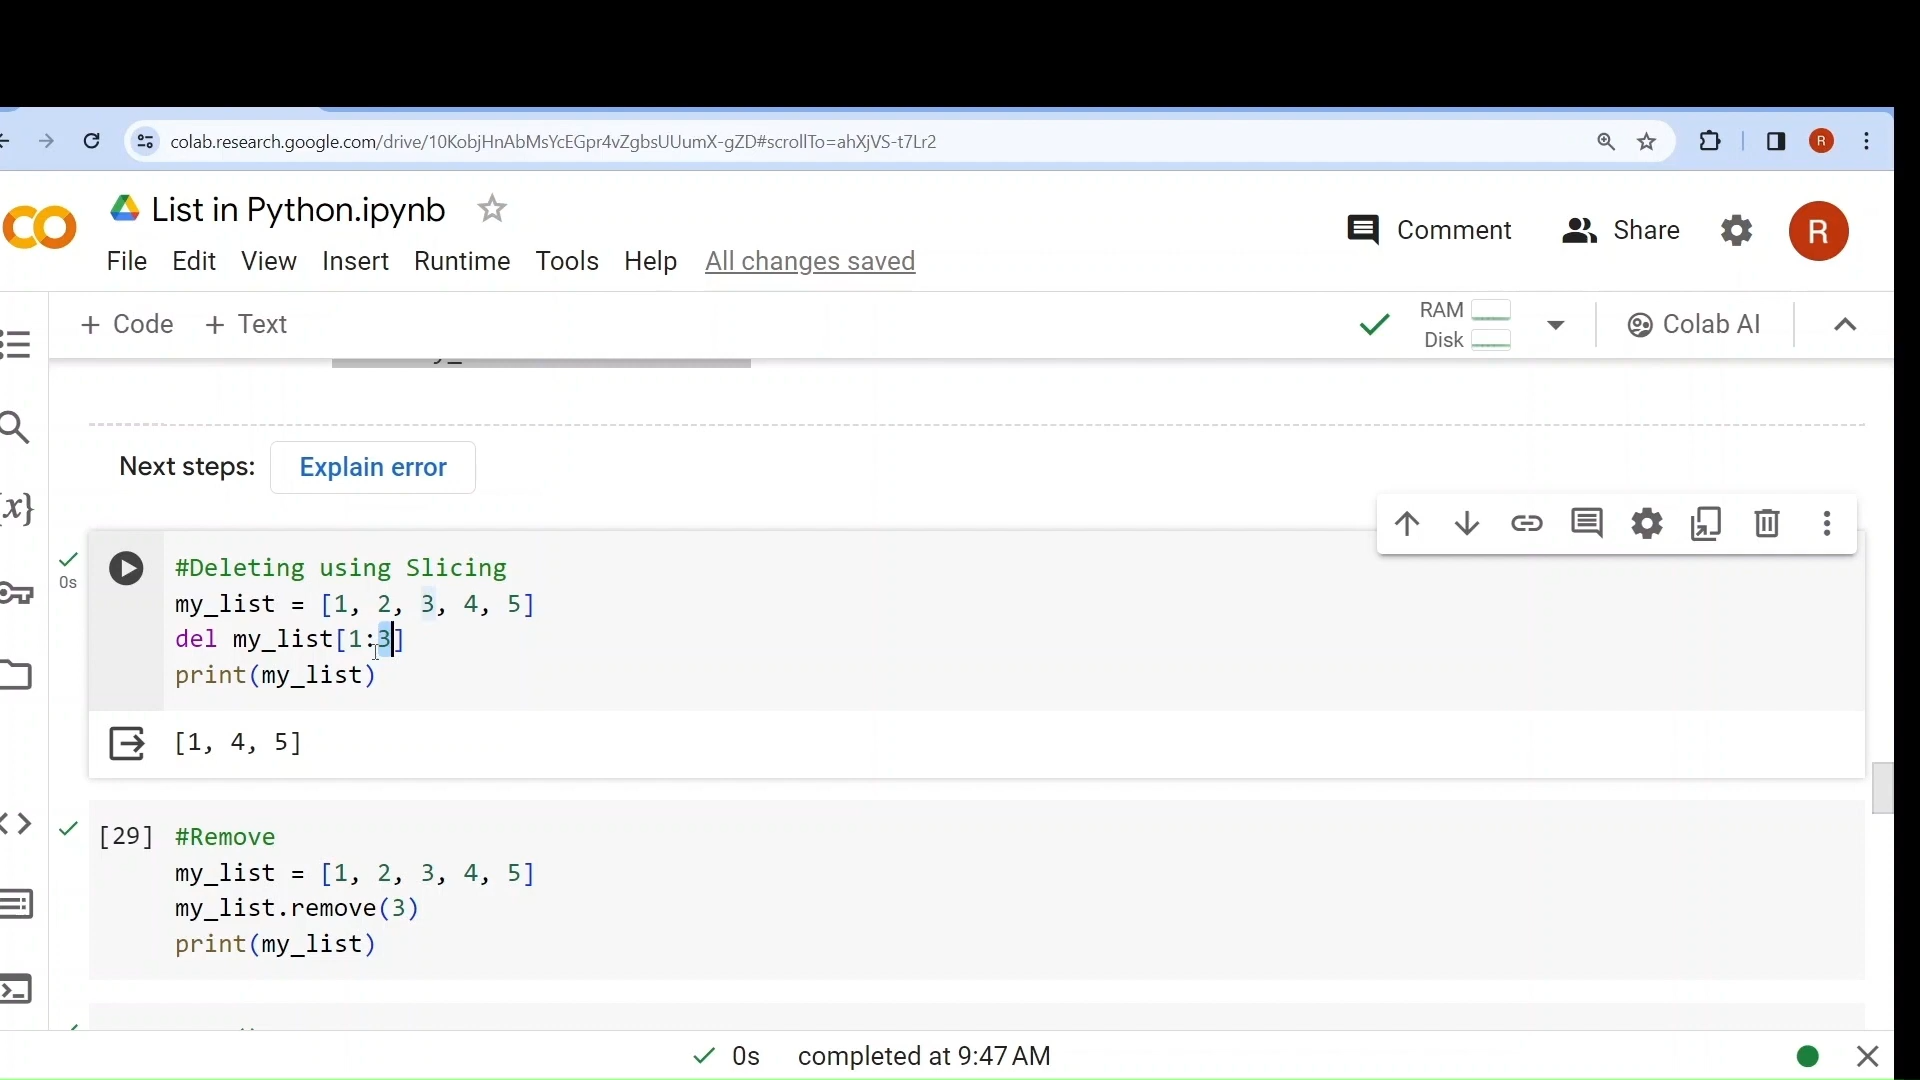 colab.research.google.com/drive/10KobjHnAbMsYcEGpr4vZgbsUUumX-gZD#scrollTo=ahXjVS-t7Lr2
R
List in Python.ipynb
Comment
Share
R
File Edit View Insert Runtime Tools Help All changes saved
+ Code + Text
RAM
Disk
Colab AI
Next steps: Explain error
{x}
0s
#Deleting using Slicing
my_list = [1, 2, 3, 4, 5]
del my_list[1:3]
print(my_list)
[1, 4, 5]
[29] #Remove
my_list = [1, 2, 3, 4, 5]
my_list.remove(3)
print(my_list)
0s completed at 9:47 AM